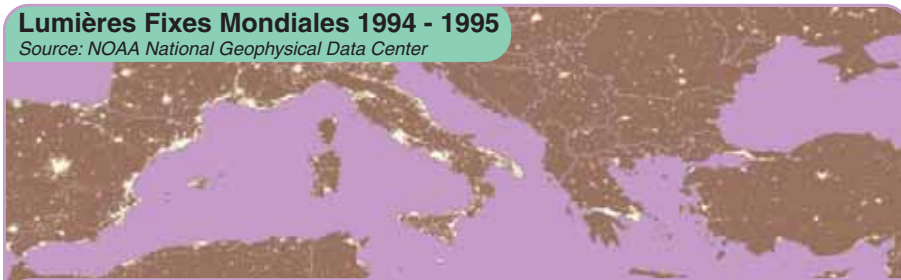 Lumières Fixes Mondiales 1994 - 1995
Source: NOAA National Geophysical Data Center